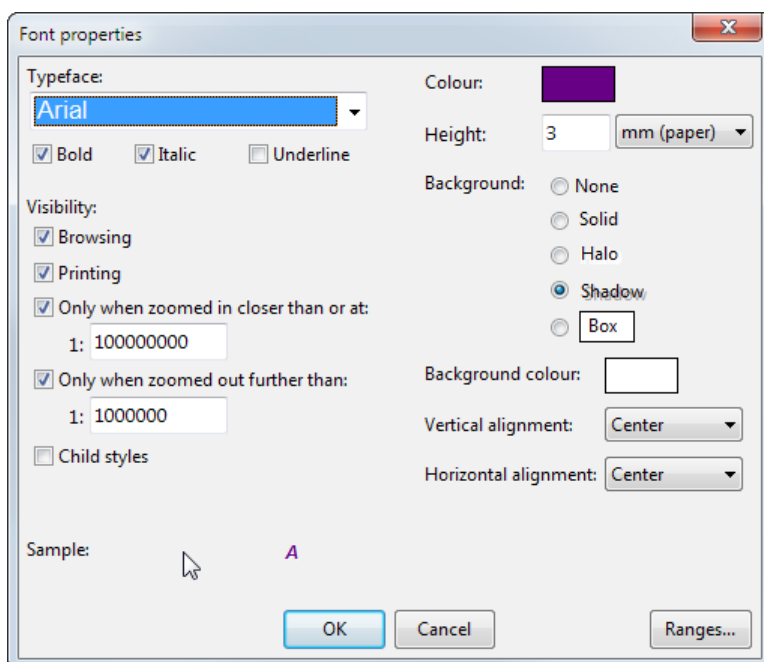 Font properties
Typeface:
Arial
Bold Italic Underline
Visibility:
Browsing
Printing
Only when zoomed in closer than or at:
1: 100000000
Only when zoomed out further than:
1: 1000000
Child styles
Colour:
Height: 3 mm (paper)
Background: None
Solid
Halo
Shadow
Box
Background colour:
Vertical alignment: Center
Horizontal alignment: Center
Sample: A
OK Cancel Ranges...